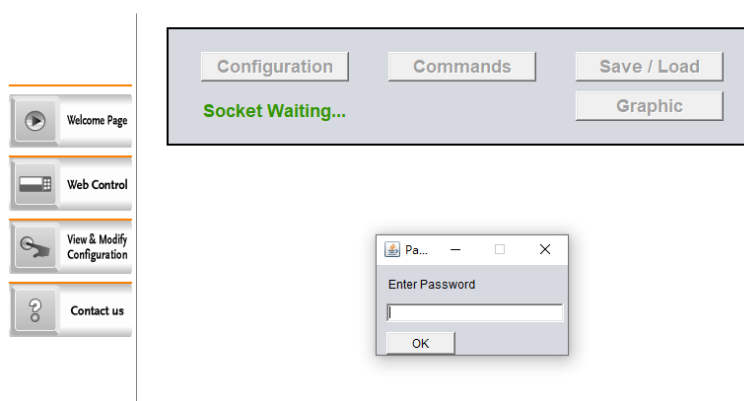 Configuration
Commands
Save / Load
Socket Waiting...
Graphic
Welcome Page
Web Control
View & Modify
Configuration
Contact us
Pa...
Enter Password
OK